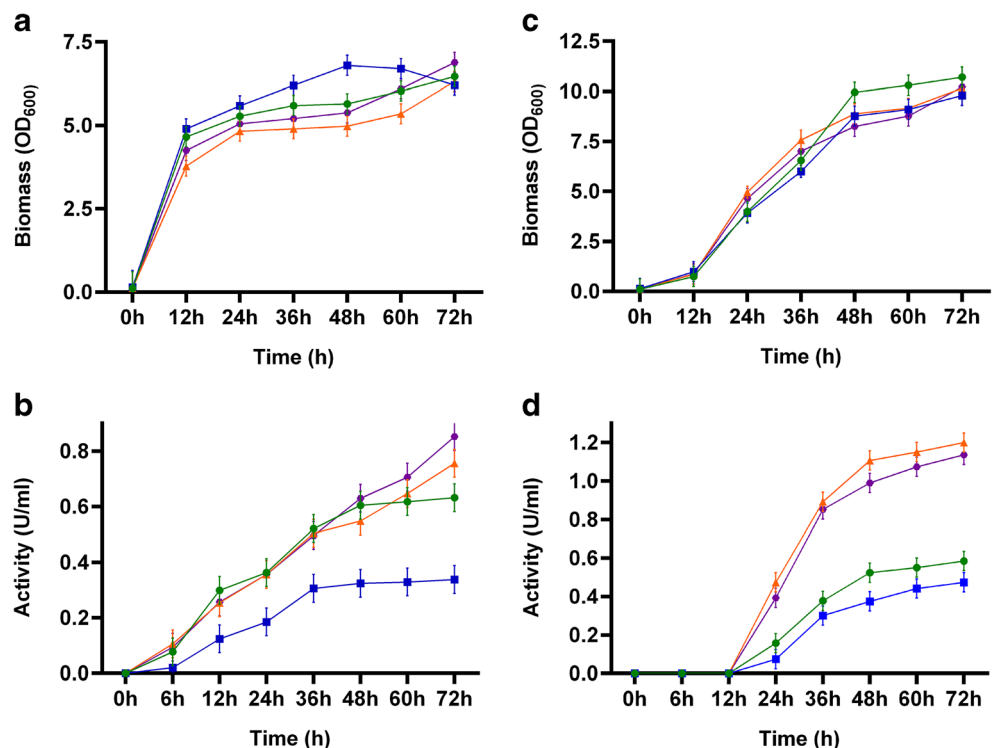 a
7.5
5.0
2.5
0.0
Biomass (OD600)
0h 12h 24h 36h 48h 60h 72h
Time (h)
c
12.5
10.0
7.5
5.0
2.5
0.0
Biomass (OD600)
0h 12h 24h 36h 48h 60h 72h
Time (h)
b
0.8
0.6
0.4
0.2
0.0
Activity (U/ml)
0h 6h 12h 24h 36h 48h 60h 72h
Time (h)
d
1.2
1.0
0.8
0.6
0.4
0.2
0.0
Activity (U/ml)
0h 6h 12h 24h 36h 48h 60h 72h
Time (h)